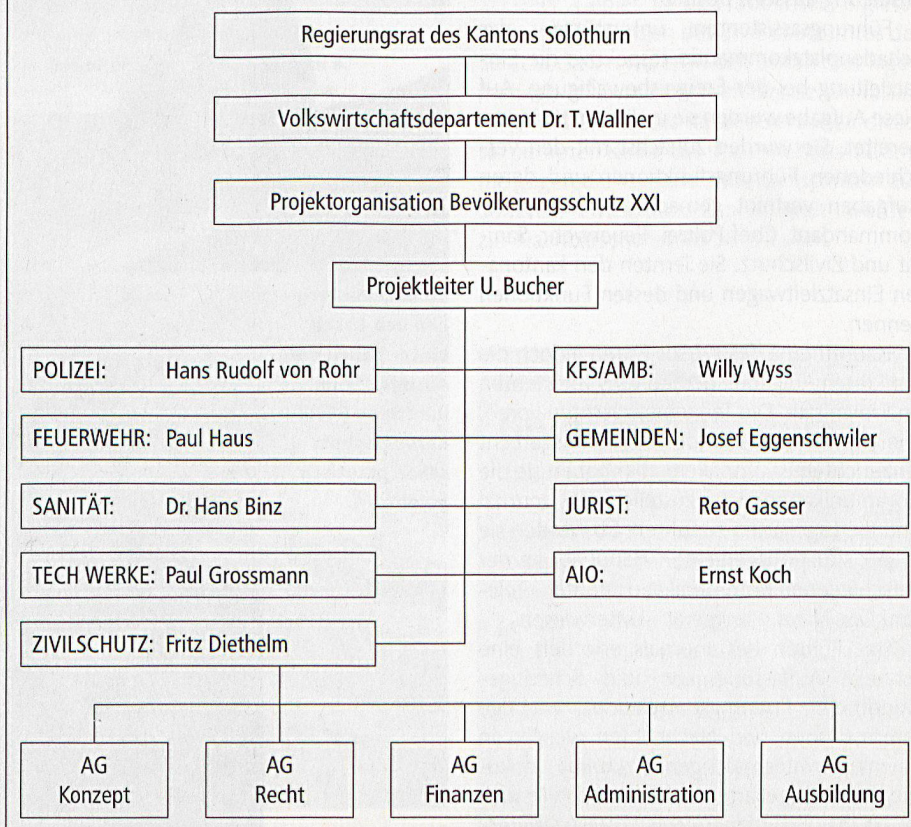 Regierungsrat des Kantons Solothurn
Volkswirtschaftsdepartement Dr. T. Wallner
Projektorganisation Bevölkerungsschutz XXI
Projektleiter U. Bucher
POLIZEI: Hans Rudolf von Rohr
KFS/AMB: Willy Wyss
FEUERWEHR: Paul Haus
GEMEINDEN: Josef Eggenschwiler
SANITÄT: Dr. Hans Binz
JURIST: Reto Gasser
TECH WERKE: Paul Grossmann
AIO: Ernst Koch
ZIVILSCHUTZ: Fritz Diethelm
AG
Konzept
AG
Recht
AG
Finanzen
AG
Administration
AG
Ausbildung